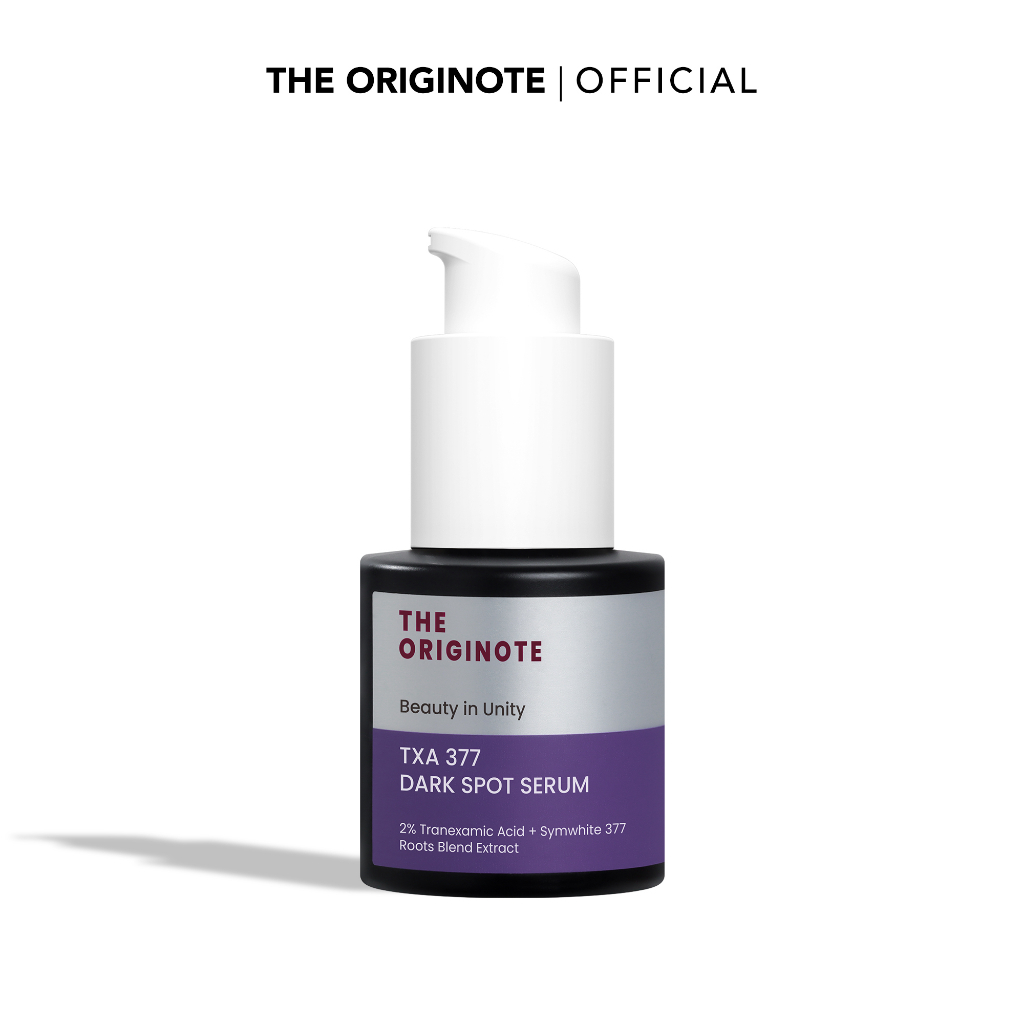 THE ORIGINOTE | OFFICIAL
THE
ORIGINOTE
Beauty in Unity
TXA 377
DARK SPOT SERUM
2% Tranexamic Acid + Symwhite 377
Roots Blend Extract